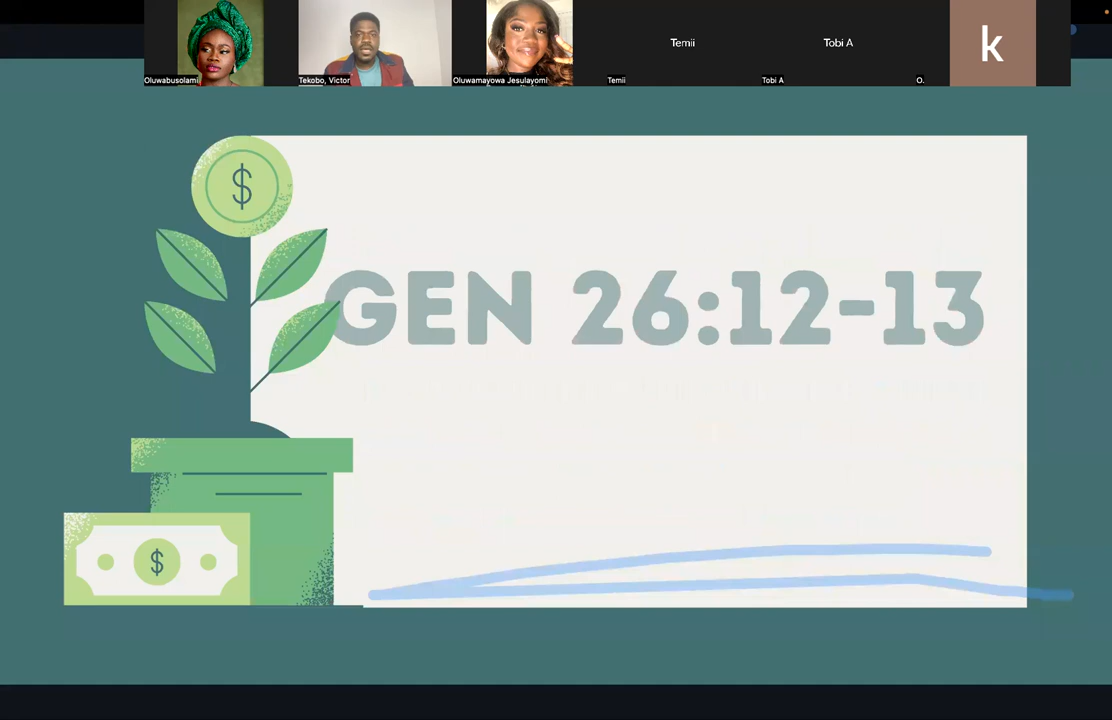 Temii
Tobi A
k
Oluwabusolami
Tekobo, Victor
Oluwamayowa Jesulayomi
Temii
Tobi A
O.
$
GEN 26:12-13
$